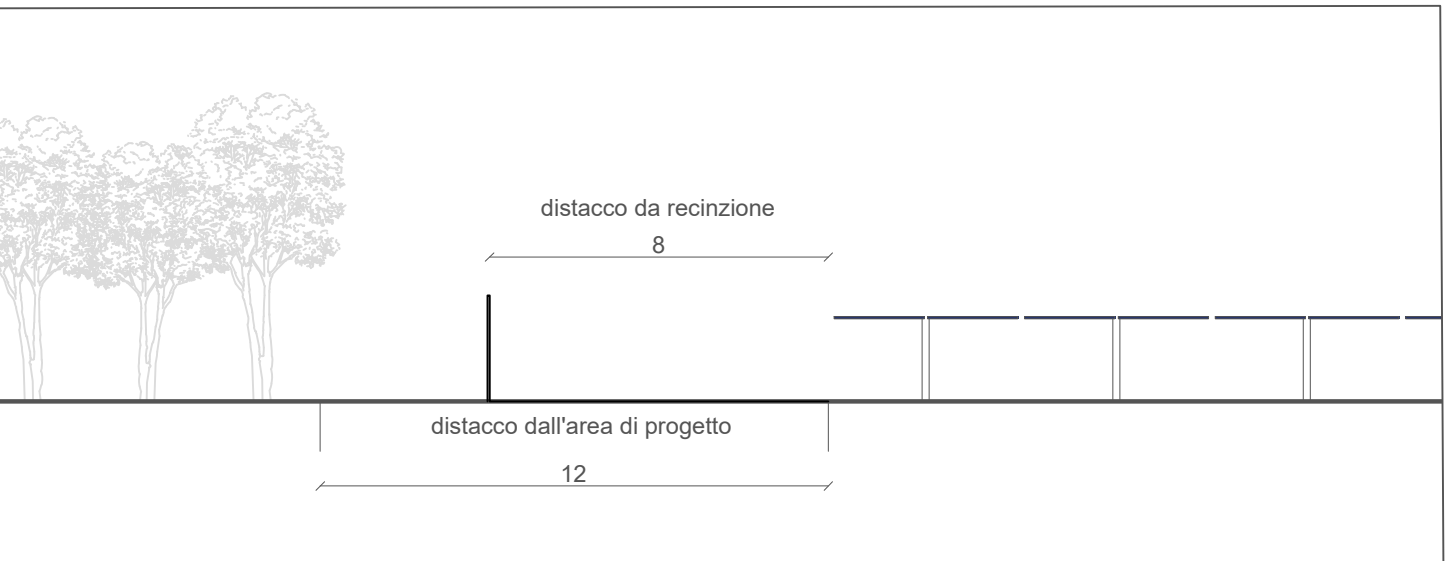 distacco da recinzione
8
distacco dall'area di progetto
12